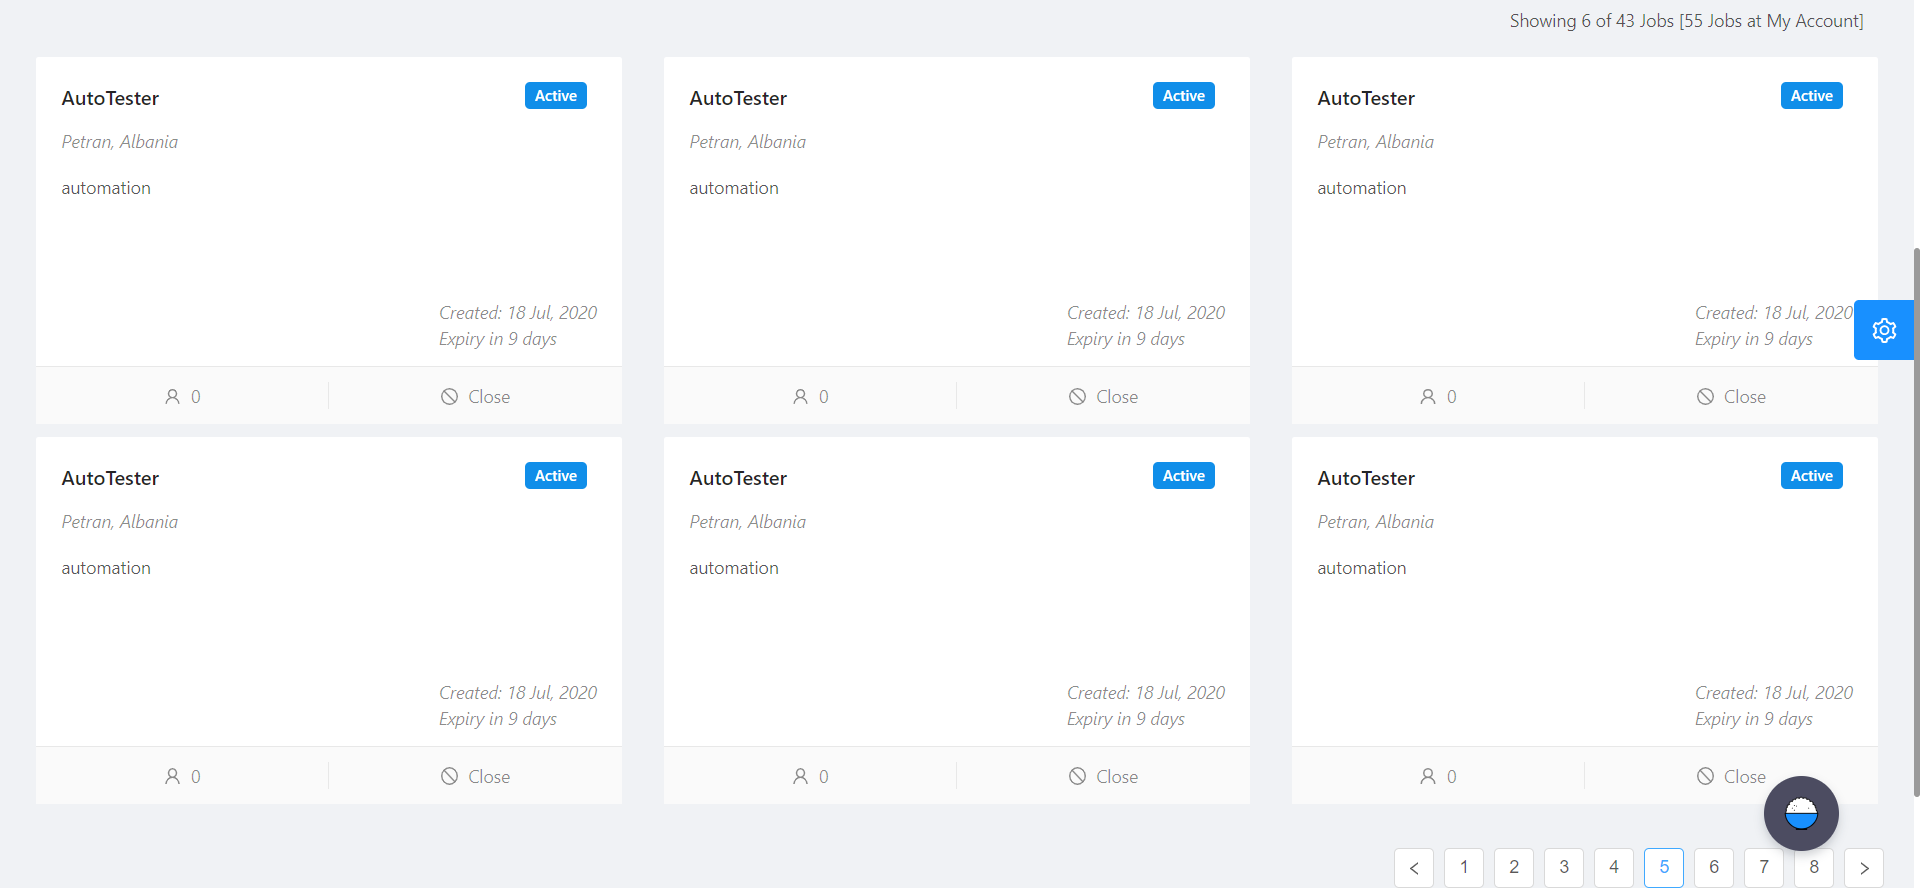 Showing 6 of 43 Jobs [55 Jobs at My Account]
AutoTester Active
Petran, Albania
automation
Created: 18 Jul, 2020
Expiry in 9 days
0 Close
AutoTester Active
Petran, Albania
automation
Created: 18 Jul, 2020
Expiry in 9 days
0 Close
AutoTester Active
Petran, Albania
automation
Created: 18 Jul, 2020
Expiry in 9 days
0 Close
AutoTester Active
Petran, Albania
automation
Created: 18 Jul, 2020
Expiry in 9 days
0 Close
AutoTester Active
Petran, Albania
automation
Created: 18 Jul, 2020
Expiry in 9 days
0 Close
AutoTester Active
Petran, Albania
automation
Created: 18 Jul, 2020
Expiry in 9 days
0 Close
< 1 2 3 4 5 6 7 8 >